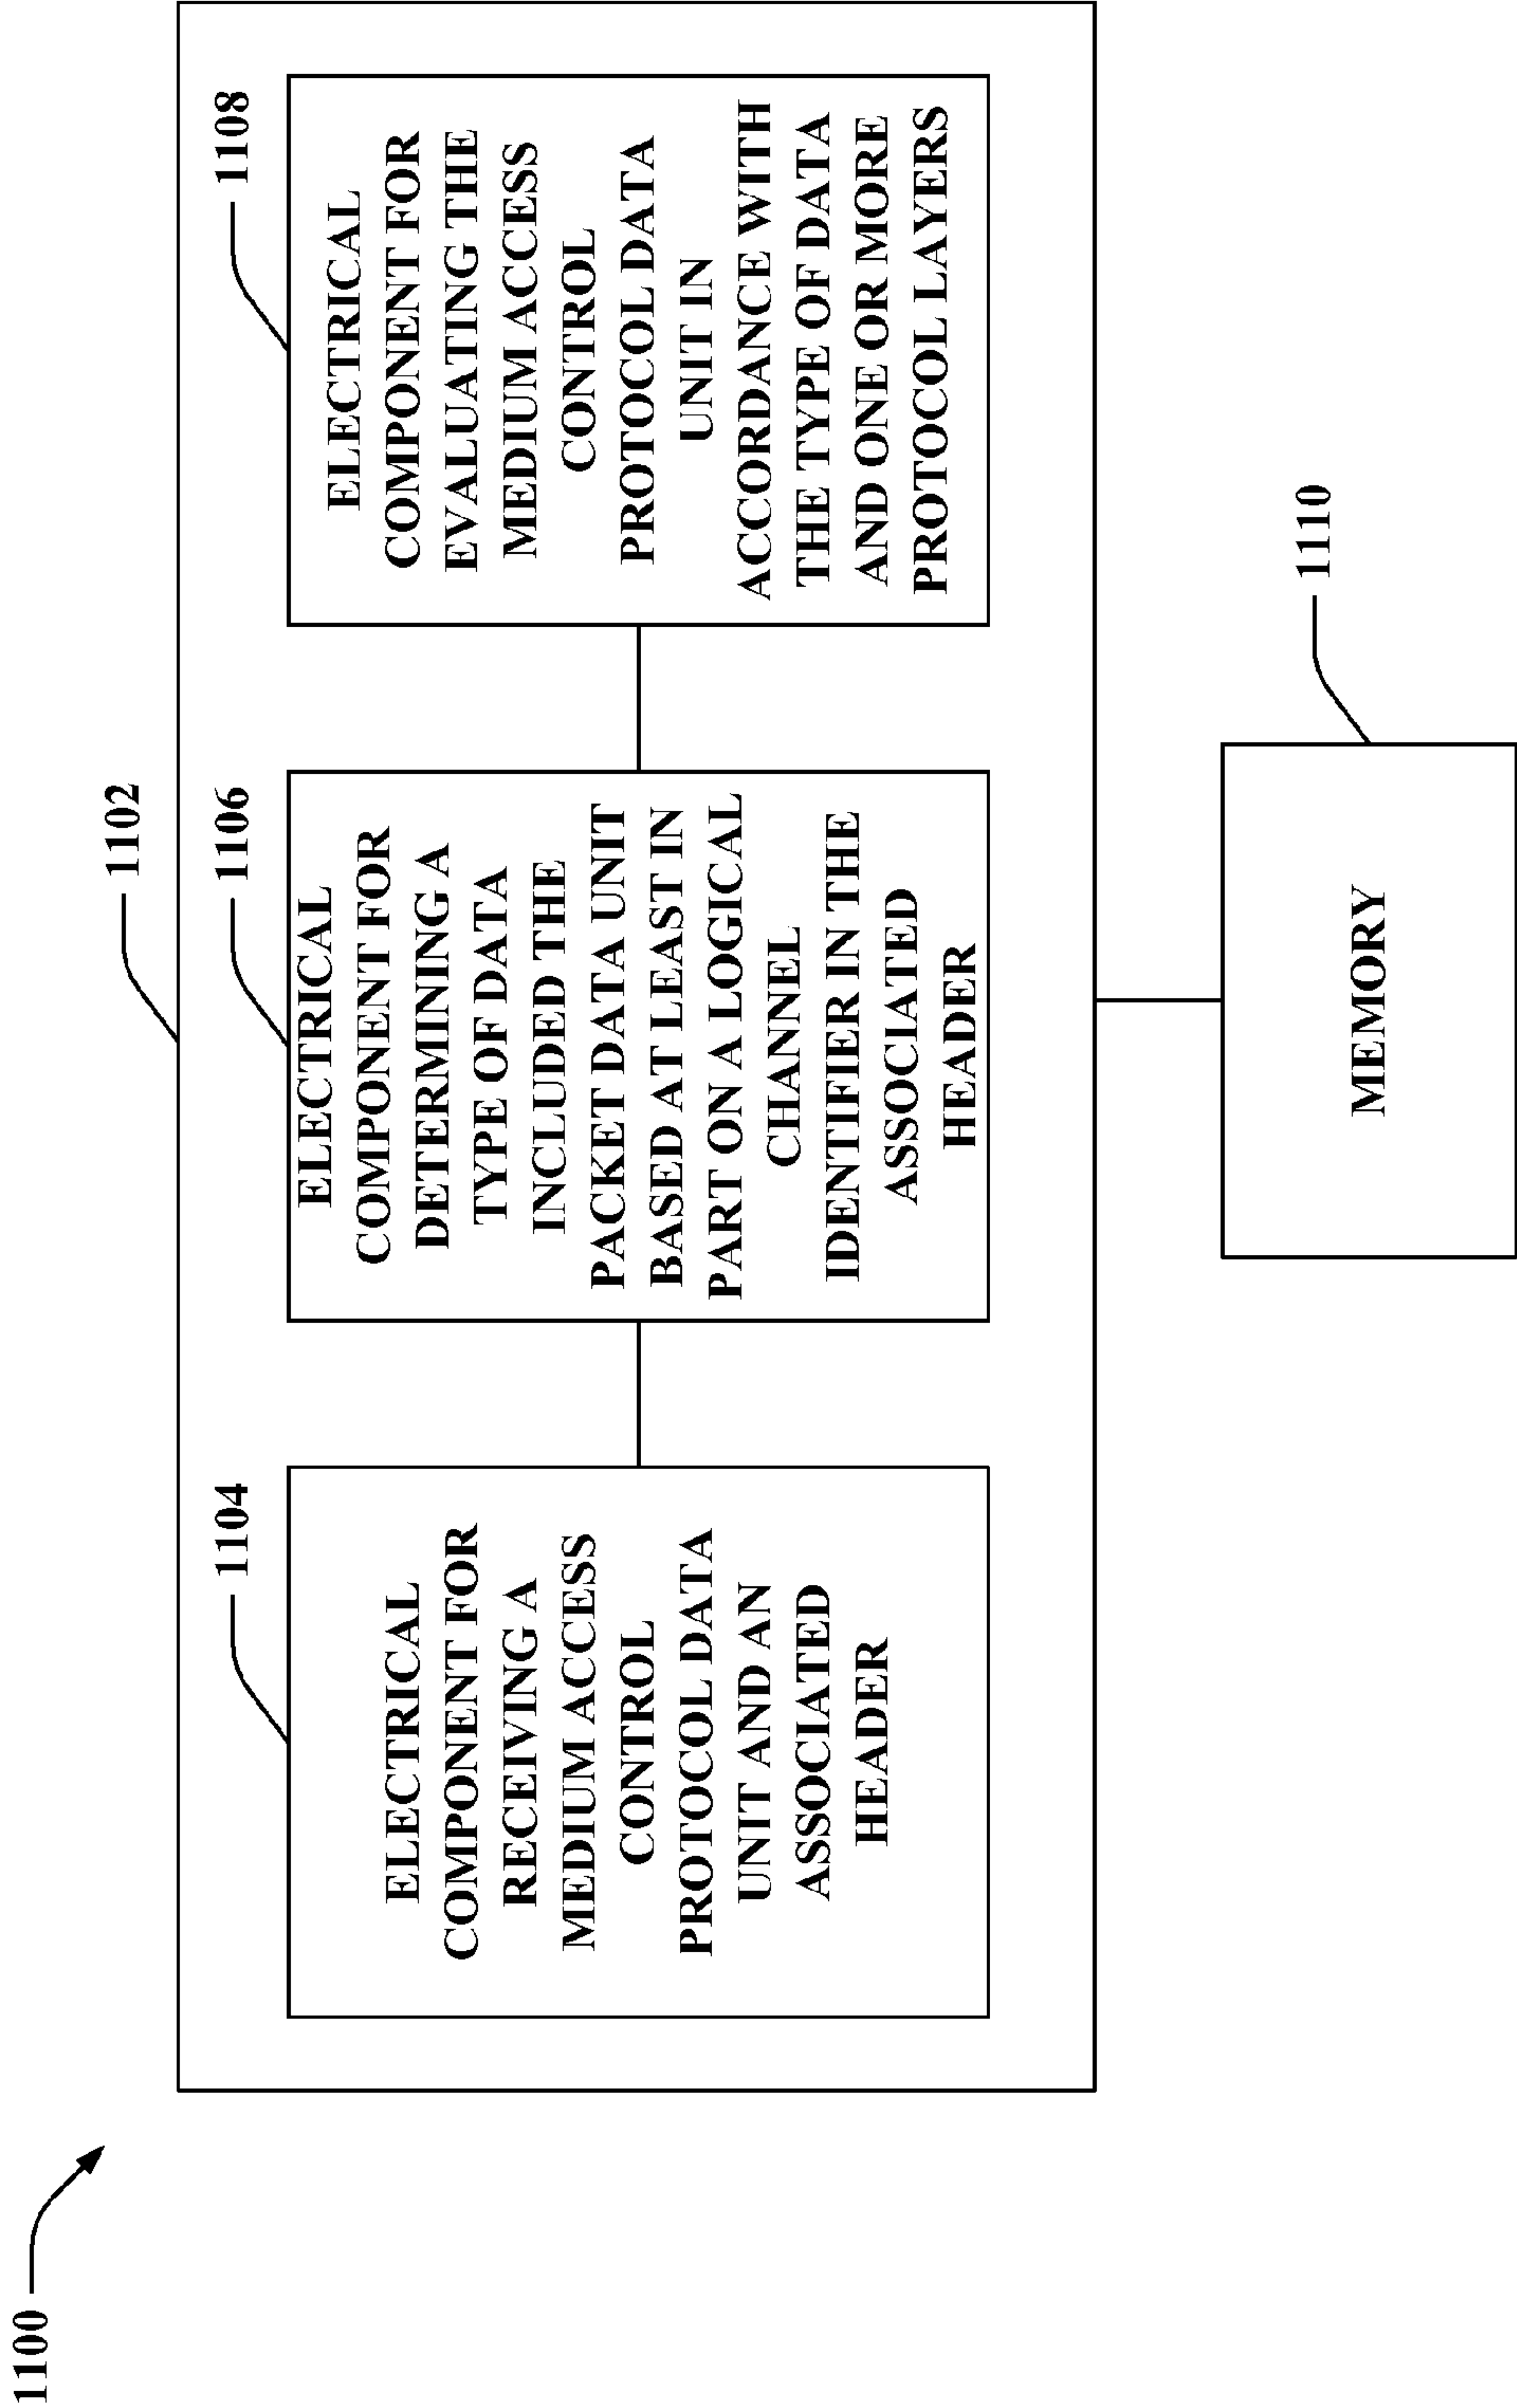 1100
1102
1104
ELECTRICAL
COMPONENT FOR
RECEIVING A
MEDIUM ACCESS
CONTROL
PROTOCOL DATA
UNIT AND AN
ASSOCIATED
HEADER
1106
ELECTRICAL
COMPONENT FOR
DETERMINING A
TYPE OF DATA
INCLUDED THE
PACKET DATA UNIT
BASED AT LEAST IN
PART ON A LOGICAL
CHANNEL
IDENTIFIER IN THE
ASSOCIATED
HEADER
1108
ELECTRICAL
COMPONENT FOR
EVALUATING THE
MEDIUM ACCESS
CONTROL
PROTOCOL DATA
UNIT IN
ACCORDANCE WITH
THE TYPE OF DATA
AND ONE OR MORE
PROTOCOL LAYERS
1110
MEMORY